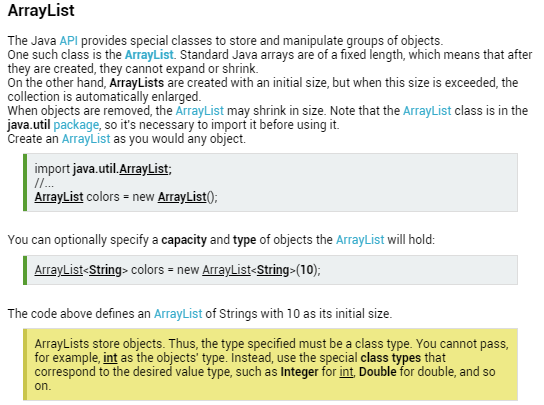 ArrayList
The Java API provides special classes to store and manipulate groups of objects.
One such class is the ArrayList. Standard Java arrays are of a fixed length, which means that after
they are created, they cannot expand or shrink.
On the other hand, ArrayLists are created with an initial size, but when this size is exceeded, the
collection is automatically enlarged.
When objects are removed, the ArrayList may shrink in size. Note that the ArrayList class is in the
java.util package, so it's necessary to import it before using it.
Create an ArrayList as you would any object.
import java.util.ArrayList;
//...
ArrayList colors = new ArrayList();
You can optionally specify a capacity and type of objects the ArrayList will hold:
ArrayList<String> colors = new ArrayList<String>(10);
The code above defines an ArrayList of Strings with 10 as its initial size.
ArrayLists store objects. Thus, the type specified must be a class type. You cannot pass,
for example, int as the objects' type. Instead, use the special class types that
correspond to the desired value type, such as Integer for int, Double for double, and so
on.